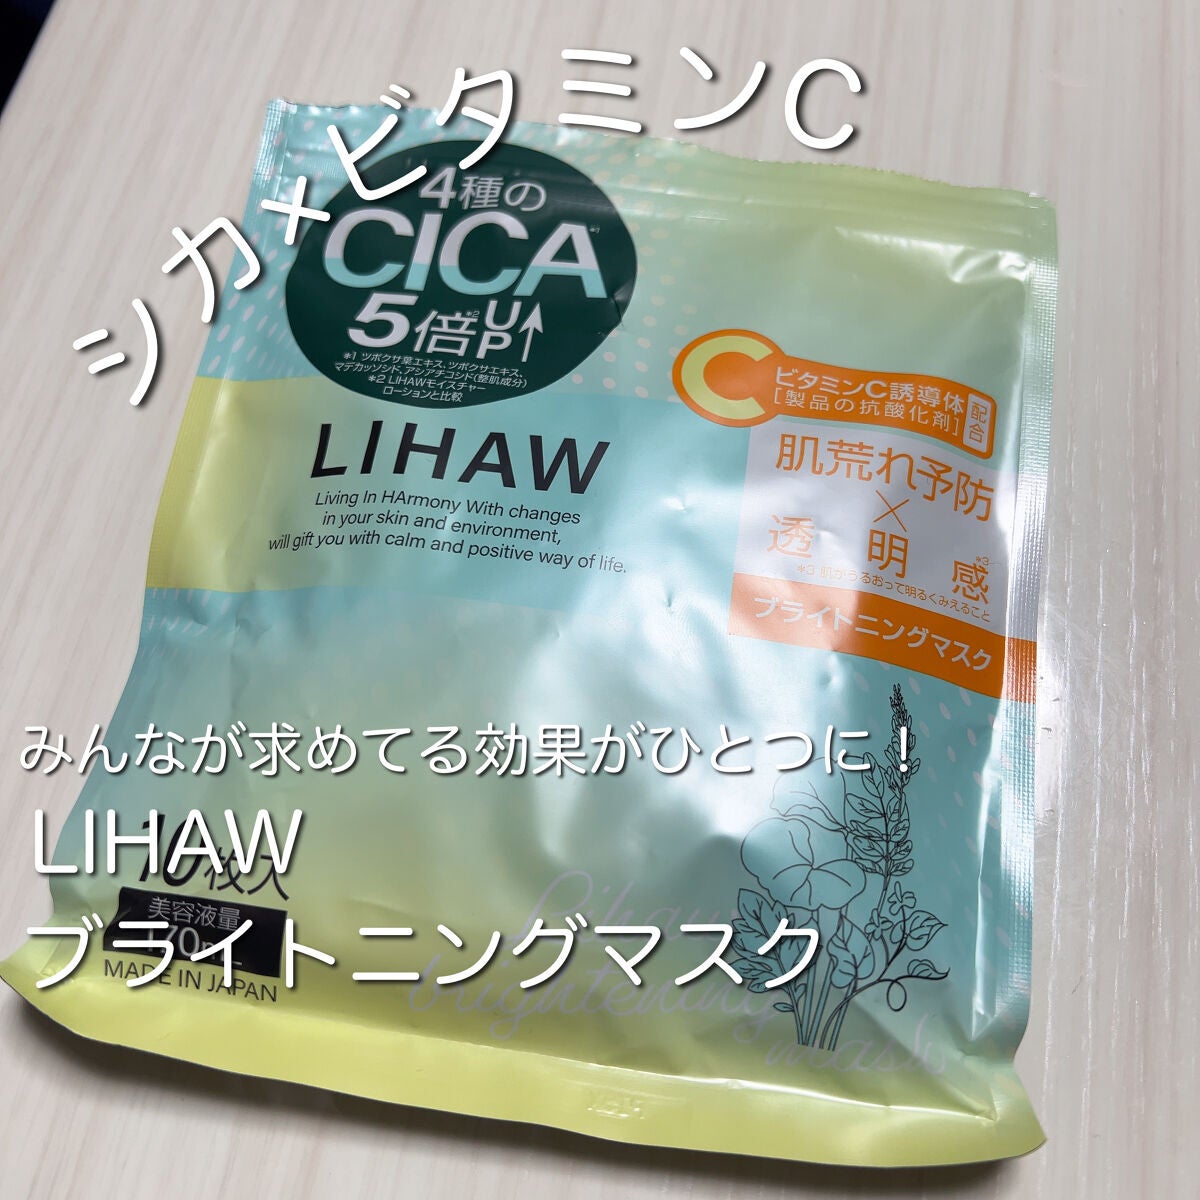 シカ×ビタミンC
4種の
CICA*1
5倍*2 UP↑
*1 ツボクサ葉エキス、ツボクサエキス、
マデカッソシド、アシアチコシド(整肌成分)
*2 LIHAWモイスチャー
ローションと比較
C
ビタミンC誘導体
[製品の抗酸化剤]
配合
肌荒れ予防
×
透明感*3
*3 肌がうるおって明るくみえること
ブライトニングマスク
LIHAW
Living In HArmony With changes
in your skin and environment,
will gift you with calm and positive way of life.
みんなが求めてる効果がひとつに！
LIHAW
ブライトニングマスク
枚入
美容液量
MADE IN JAPAN
Lihaw
brightening
mask